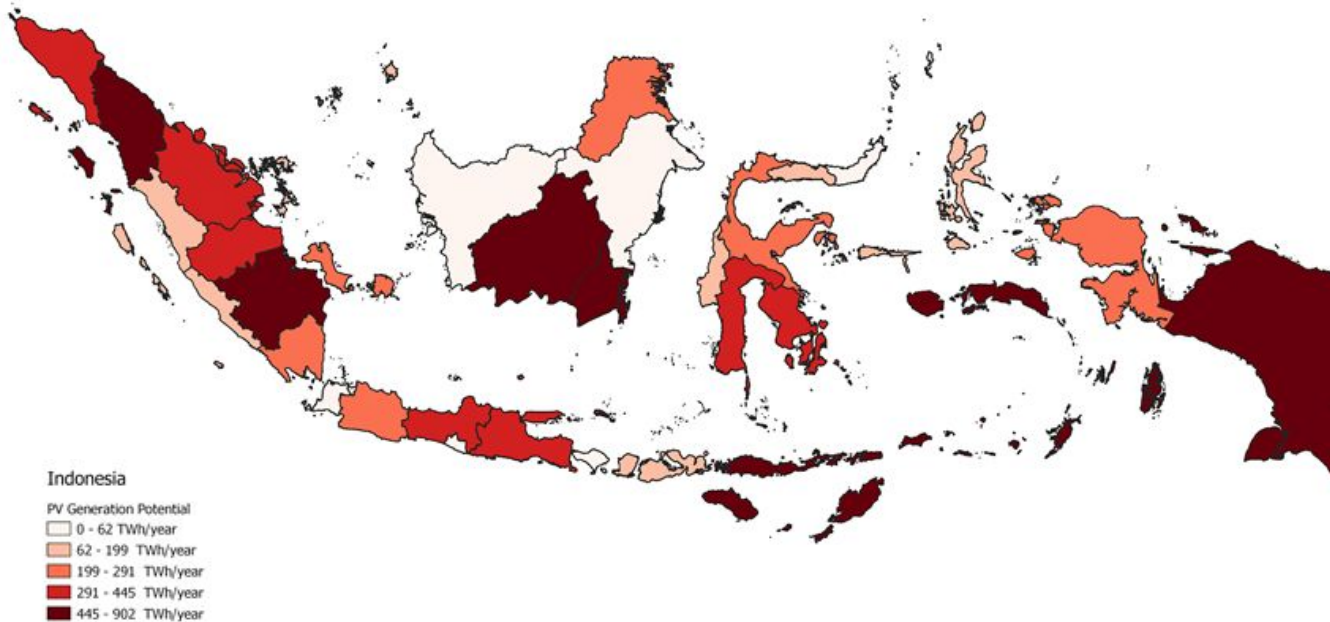 Indonesia
PV Generation Potential
0 - 62 TWh/year
62 - 199 TWh/year
199 - 291 TWh/year
291 - 445 TWh/year
445 - 902 TWh/year